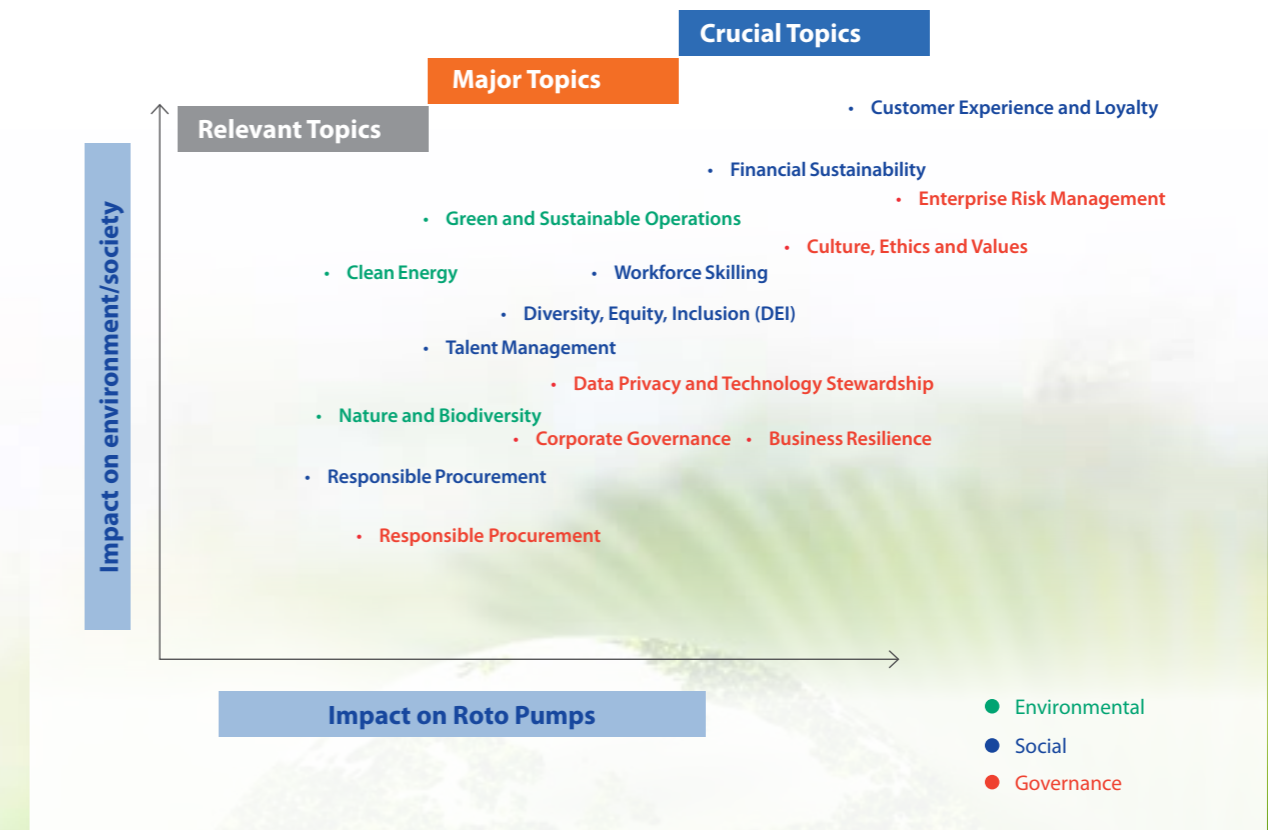 Crucial Topics
Major Topics
Relevant Topics
Customer Experience and Loyalty
Financial Sustainability
Enterprise Risk Management
Green and Sustainable Operations
Culture, Ethics and Values
Clean Energy
Workforce Skilling
Diversity, Equity, Inclusion (DEI)
Talent Management
Data Privacy and Technology Stewardship
Nature and Biodiversity
Corporate Governance
Business Resilience
Responsible Procurement
Responsible Procurement
Impact on environment/society
Impact on Roto Pumps
Environmental
Social
Governance